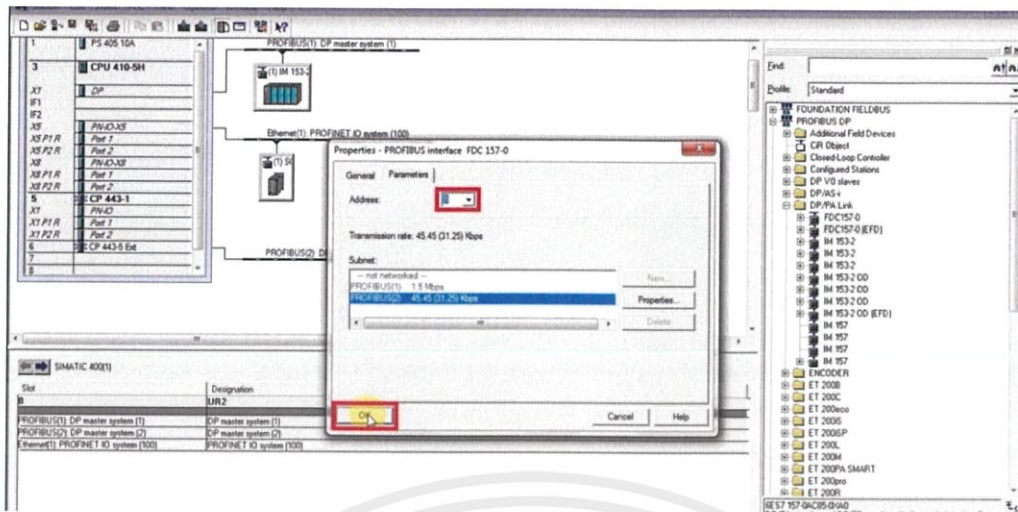 1 PS 405 10A
3 CPU 410-5H
X1 DP
IF1
IF2
X5 PN-IO-X5
X5 P1 R Port 1
X5 P2 R Port 2
X8 PN-IO-X8
X8 P1 R Port 1
X8 P2 R Port 2
5 CP 443-1
X1 PN-IO
X1 P1 R Port 1
X1 P2 R Port 2
6 CP 443-5 Ext
7
8
PROFIBUS(1): DP master system (1)
(1) IM 153-2
Ethernet(1): PROFINET IO system (100)
PROFIBUS(2): D
Properties - PROFIBUS interface FDC 157-0
General Parameters
Address:
Transmission rate: 45.45 (31.25) Kbps
Subnet:
--- not networked ---
PROFIBUS(1) 1.5 Mbps
PROFIBUS(2) 45.45 (31.25) Kbps
New...
Properties...
Delete
OK
Cancel
Help
SIMATIC 400(1)
Slot Designation
0 UR2
PROFIBUS(1): DP master system (1) DP master system (1)
PROFIBUS(2): DP master system (2) DP master system (2)
Ethernet(1): PROFINET IO system (100) PROFINET IO system (100)
Find:
Profile: Standard
FOUNDATION FIELDBUS
PROFIBUS DP
Additional Field Devices
CiR Object
Closed-Loop Controller
Configured Stations
DP V0 slaves
DP/AS-i
DP/PA Link
FDC157-0
FDC157-0 (EFD)
IM 153-2
IM 153-2
IM 153-2
IM 153-2 OD
IM 153-2 OD
IM 153-2 OD
IM 153-2 OD (EFD)
IM 157
IM 157
IM 157
IM 157
ENCODER
ET 200B
ET 200C
ET 200eco
ET 200iS
ET 200iSP
ET 200L
ET 200M
ET 200PA SMART
ET 200pro
ET 200R
6ES7 157-0AC85-0XA0